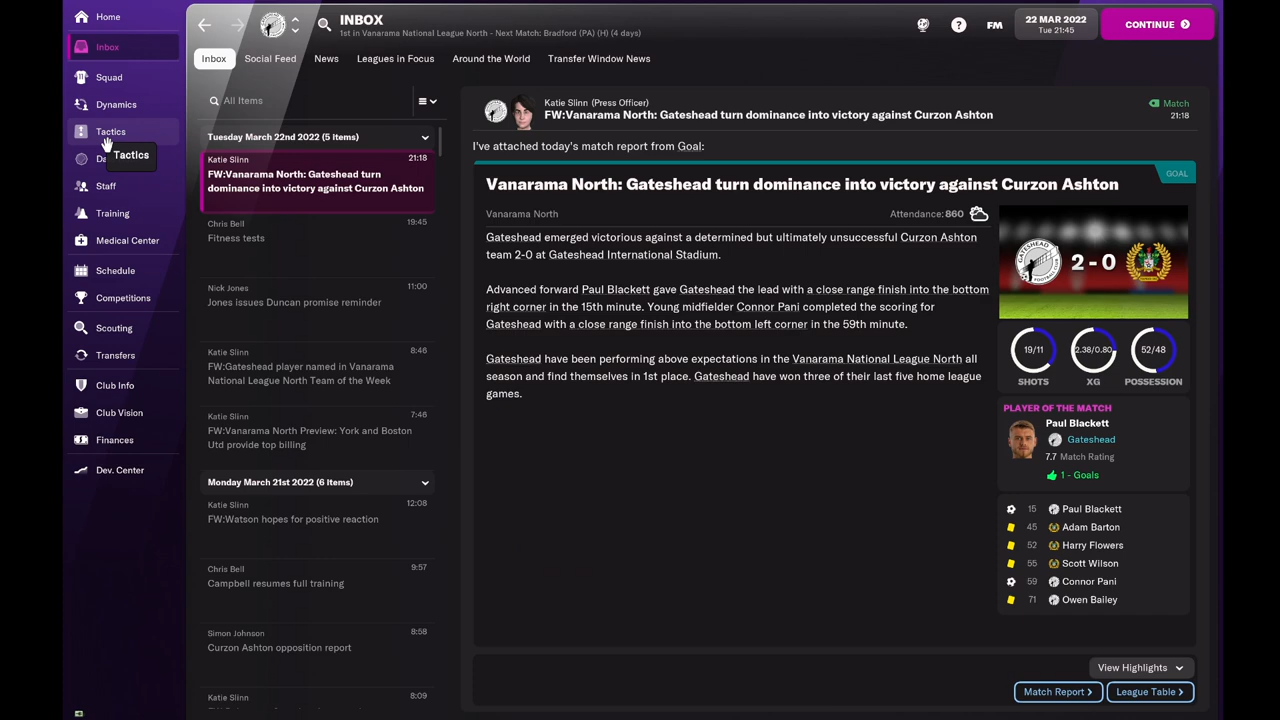 Home
Inbox
Squad
Dynamics
Tactics
Tactics
Da
Staff
Training
Medical Center
Schedule
Competitions
Scouting
Transfers
Club Info
Club Vision
Finances
Dev. Center
INBOX
1st in Vanarama National League North - Next Match: Bradford (PA) (H) (4 days)
FM
22 MAR 2022
Tue 21:45
CONTINUE
Inbox
Social Feed
News
Leagues in Focus
Around the World
Transfer Window News
All Items
Tuesday March 22nd 2022 (5 Items)
Katie Slinn 21:18
FW:Vanarama North: Gateshead turn
dominance into victory against Curzon Ashton
Chris Bell 19:45
Fitness tests
Nick Jones 11:00
Jones issues Duncan promise reminder
Katie Slinn 8:46
FW:Gateshead player named in Vanarama
National League North Team of the Week
Katie Slinn 7:46
FW:Vanarama North Preview: York and Boston
Utd provide top billing
Monday March 21st 2022 (6 Items)
Katie Slinn 12:08
FW:Watson hopes for positive reaction
Chris Bell 9:57
Campbell resumes full training
Simon Johnson 8:58
Curzon Ashton opposition report
Katie Slinn 8:09
Katie Slinn (Press Officer)
FW:Vanarama North: Gateshead turn dominance into victory against Curzon Ashton
Match
21:18
I've attached today's match report from Goal:
GOAL
Vanarama North: Gateshead turn dominance into victory against Curzon Ashton
Vanarama North
Attendance: 860
Gateshead emerged victorious against a determined but ultimately unsuccessful Curzon Ashton
team 2-0 at Gateshead International Stadium.
Advanced forward Paul Blackett gave Gateshead the lead with a close range finish into the bottom
right corner in the 15th minute. Young midfielder Connor Pani completed the scoring for
Gateshead with a close range finish into the bottom left corner in the 59th minute.
Gateshead have been performing above expectations in the Vanarama National League North all
season and find themselves in 1st place. Gateshead have won three of their last five home league
games.
GATESHEAD
FOOTBALL CLUB
2-0
19/11
SHOTS
2.38/0.80
XG
52/48
POSSESSION
PLAYER OF THE MATCH
Paul Blackett
Gateshead
7.7 Match Rating
1 - Goals
15 Paul Blackett
45 Adam Barton
52 Harry Flowers
55 Scott Wilson
59 Connor Pani
71 Owen Bailey
View Highlights
Match Report
League Table